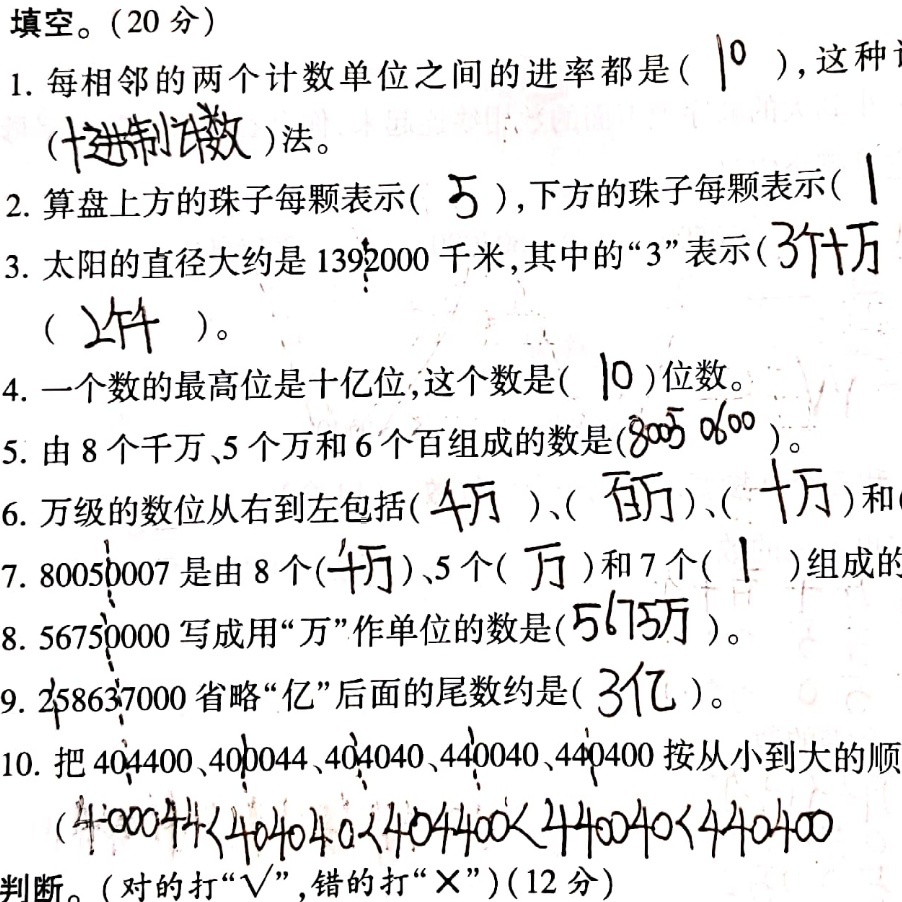 填空。(20 分)
1. 每相邻的两个计数单位之间的进率都是( 10 ),这种
(十进制计数)法。
2. 算盘上方的珠子每颗表示( 5 ),下方的珠子每颗表示( 1
3. 太阳的直径大约是 1392000 千米,其中的“3”表示(3个十万
( 2个千 )。
4. 一个数的最高位是十亿位,这个数是( 10 )位数。
5. 由 8 个千万、5 个万和 6 个百组成的数是(80050600)。
6. 万级的数位从右到左包括( 千万 )、( 百万 )、( 十万 )和(
7. 80050007 是由 8 个(千万)、5 个( 万 )和 7 个( 1 )组成的
8. 56750000 写成用“万”作单位的数是(5675万)。
9. 258637000 省略“亿”后面的尾数约是( 3亿 )。
10. 把 404400、400044、404040、440040、440400 按从小到大的顺
(400044<404040<404400<440040<440400
判断。(对的打“√”,错的打“×”)(12 分)